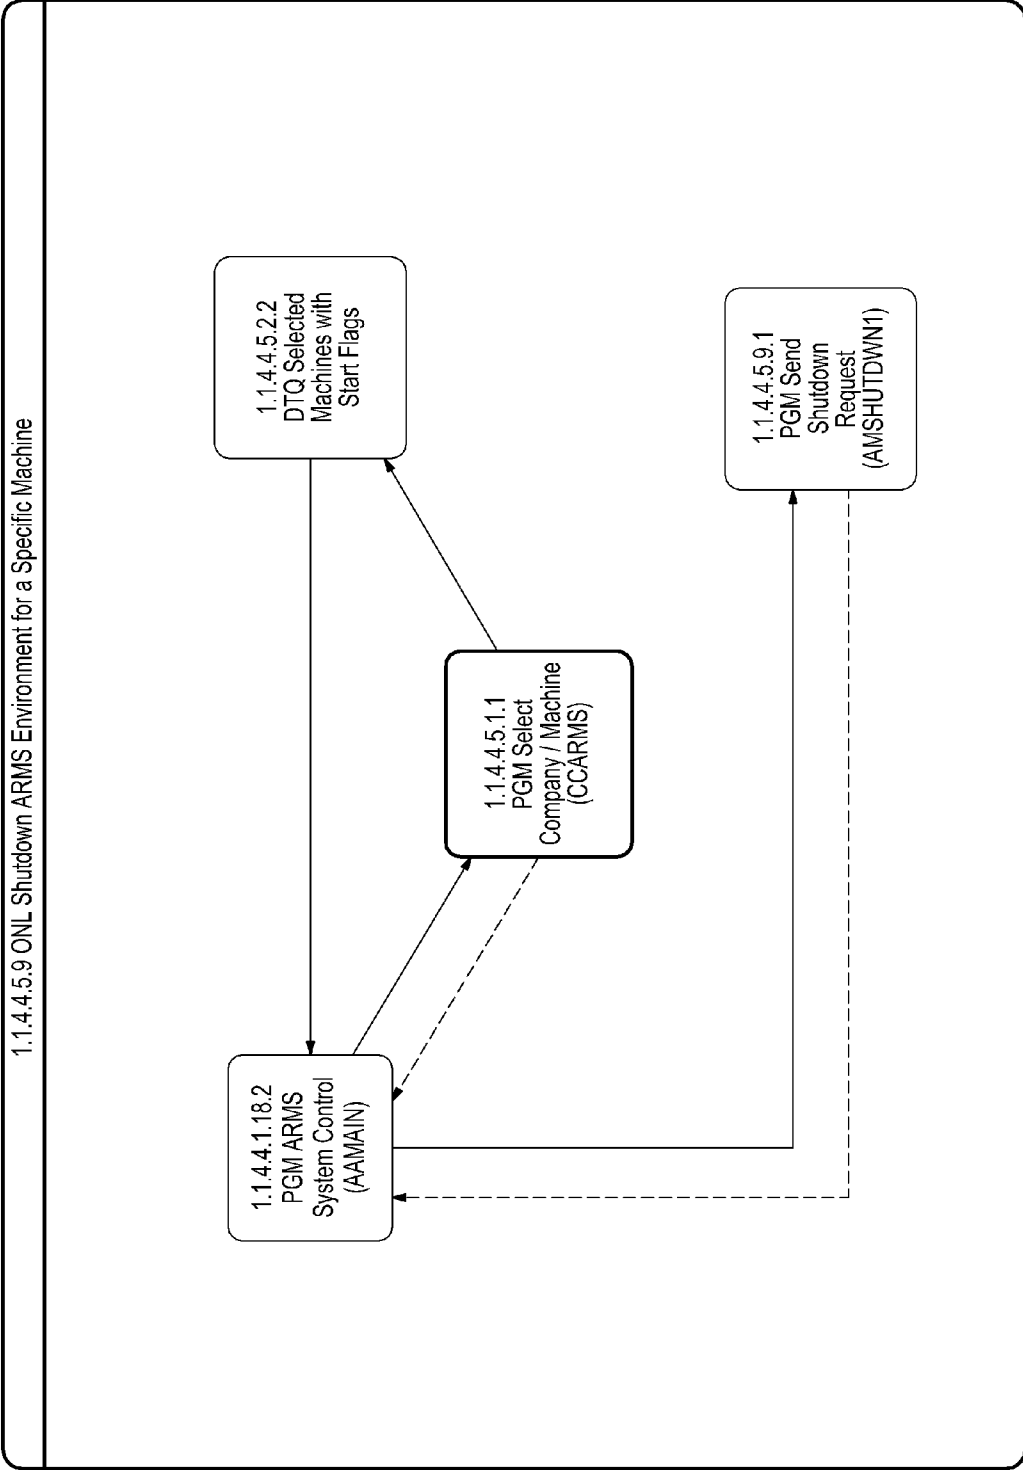 1.1.4.4.5.9 ONL Shutdown ARMS Environment for a Specific Machine
1.1.4.4.1.18.2
PGM ARMS
System Control
(AAMAIN)
1.1.4.4.5.2.2
DTQ Selected
Machines with
Start Flags
1.1.4.4.5.1.1
PGM Select
Company / Machine
(CCARMS)
1.1.4.4.5.9.1
PGM Send
Shutdown
Request
(AMSHUTDWN1)